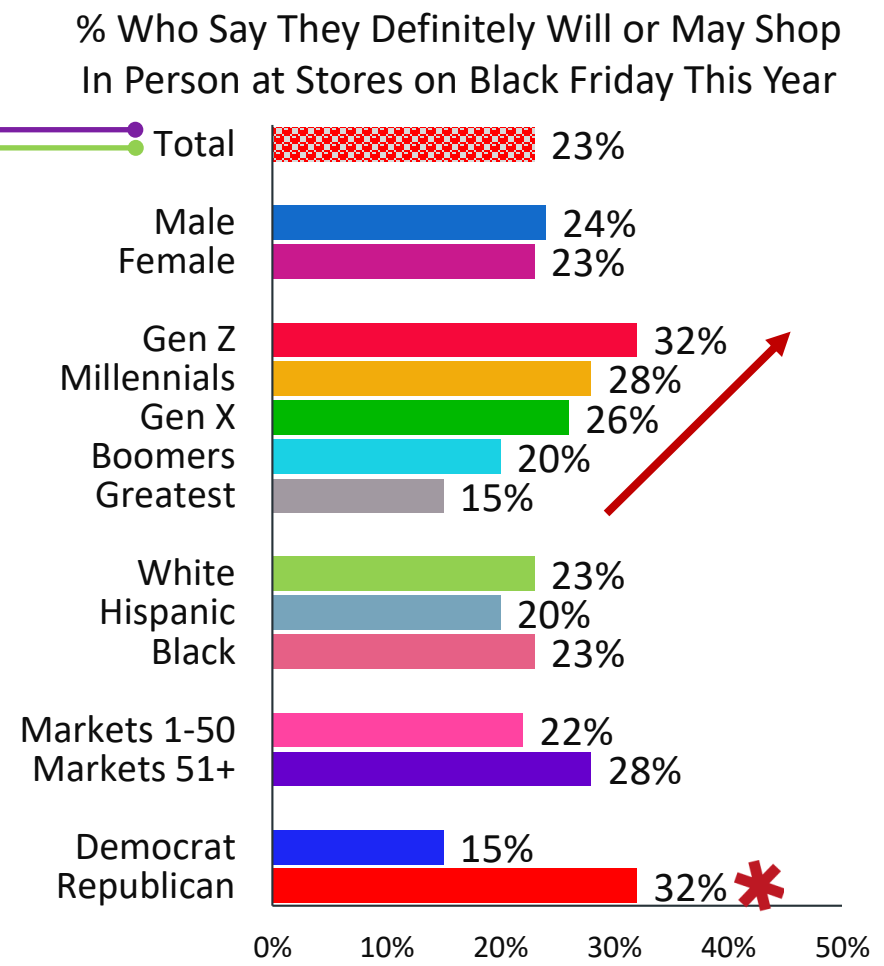 % Who Say They Definitely Will or May Shop
In Person at Stores on Black Friday This Year
Total 23%
Male 24%
Female 23%
Gen Z 32%
Millennials 28%
Gen X 26%
Boomers 20%
Greatest 15%
White 23%
Hispanic 20%
Black 23%
Markets 1-50 22%
Markets 51+ 28%
Democrat 15%
Republican 32%
0% 10% 20% 30% 40% 50%